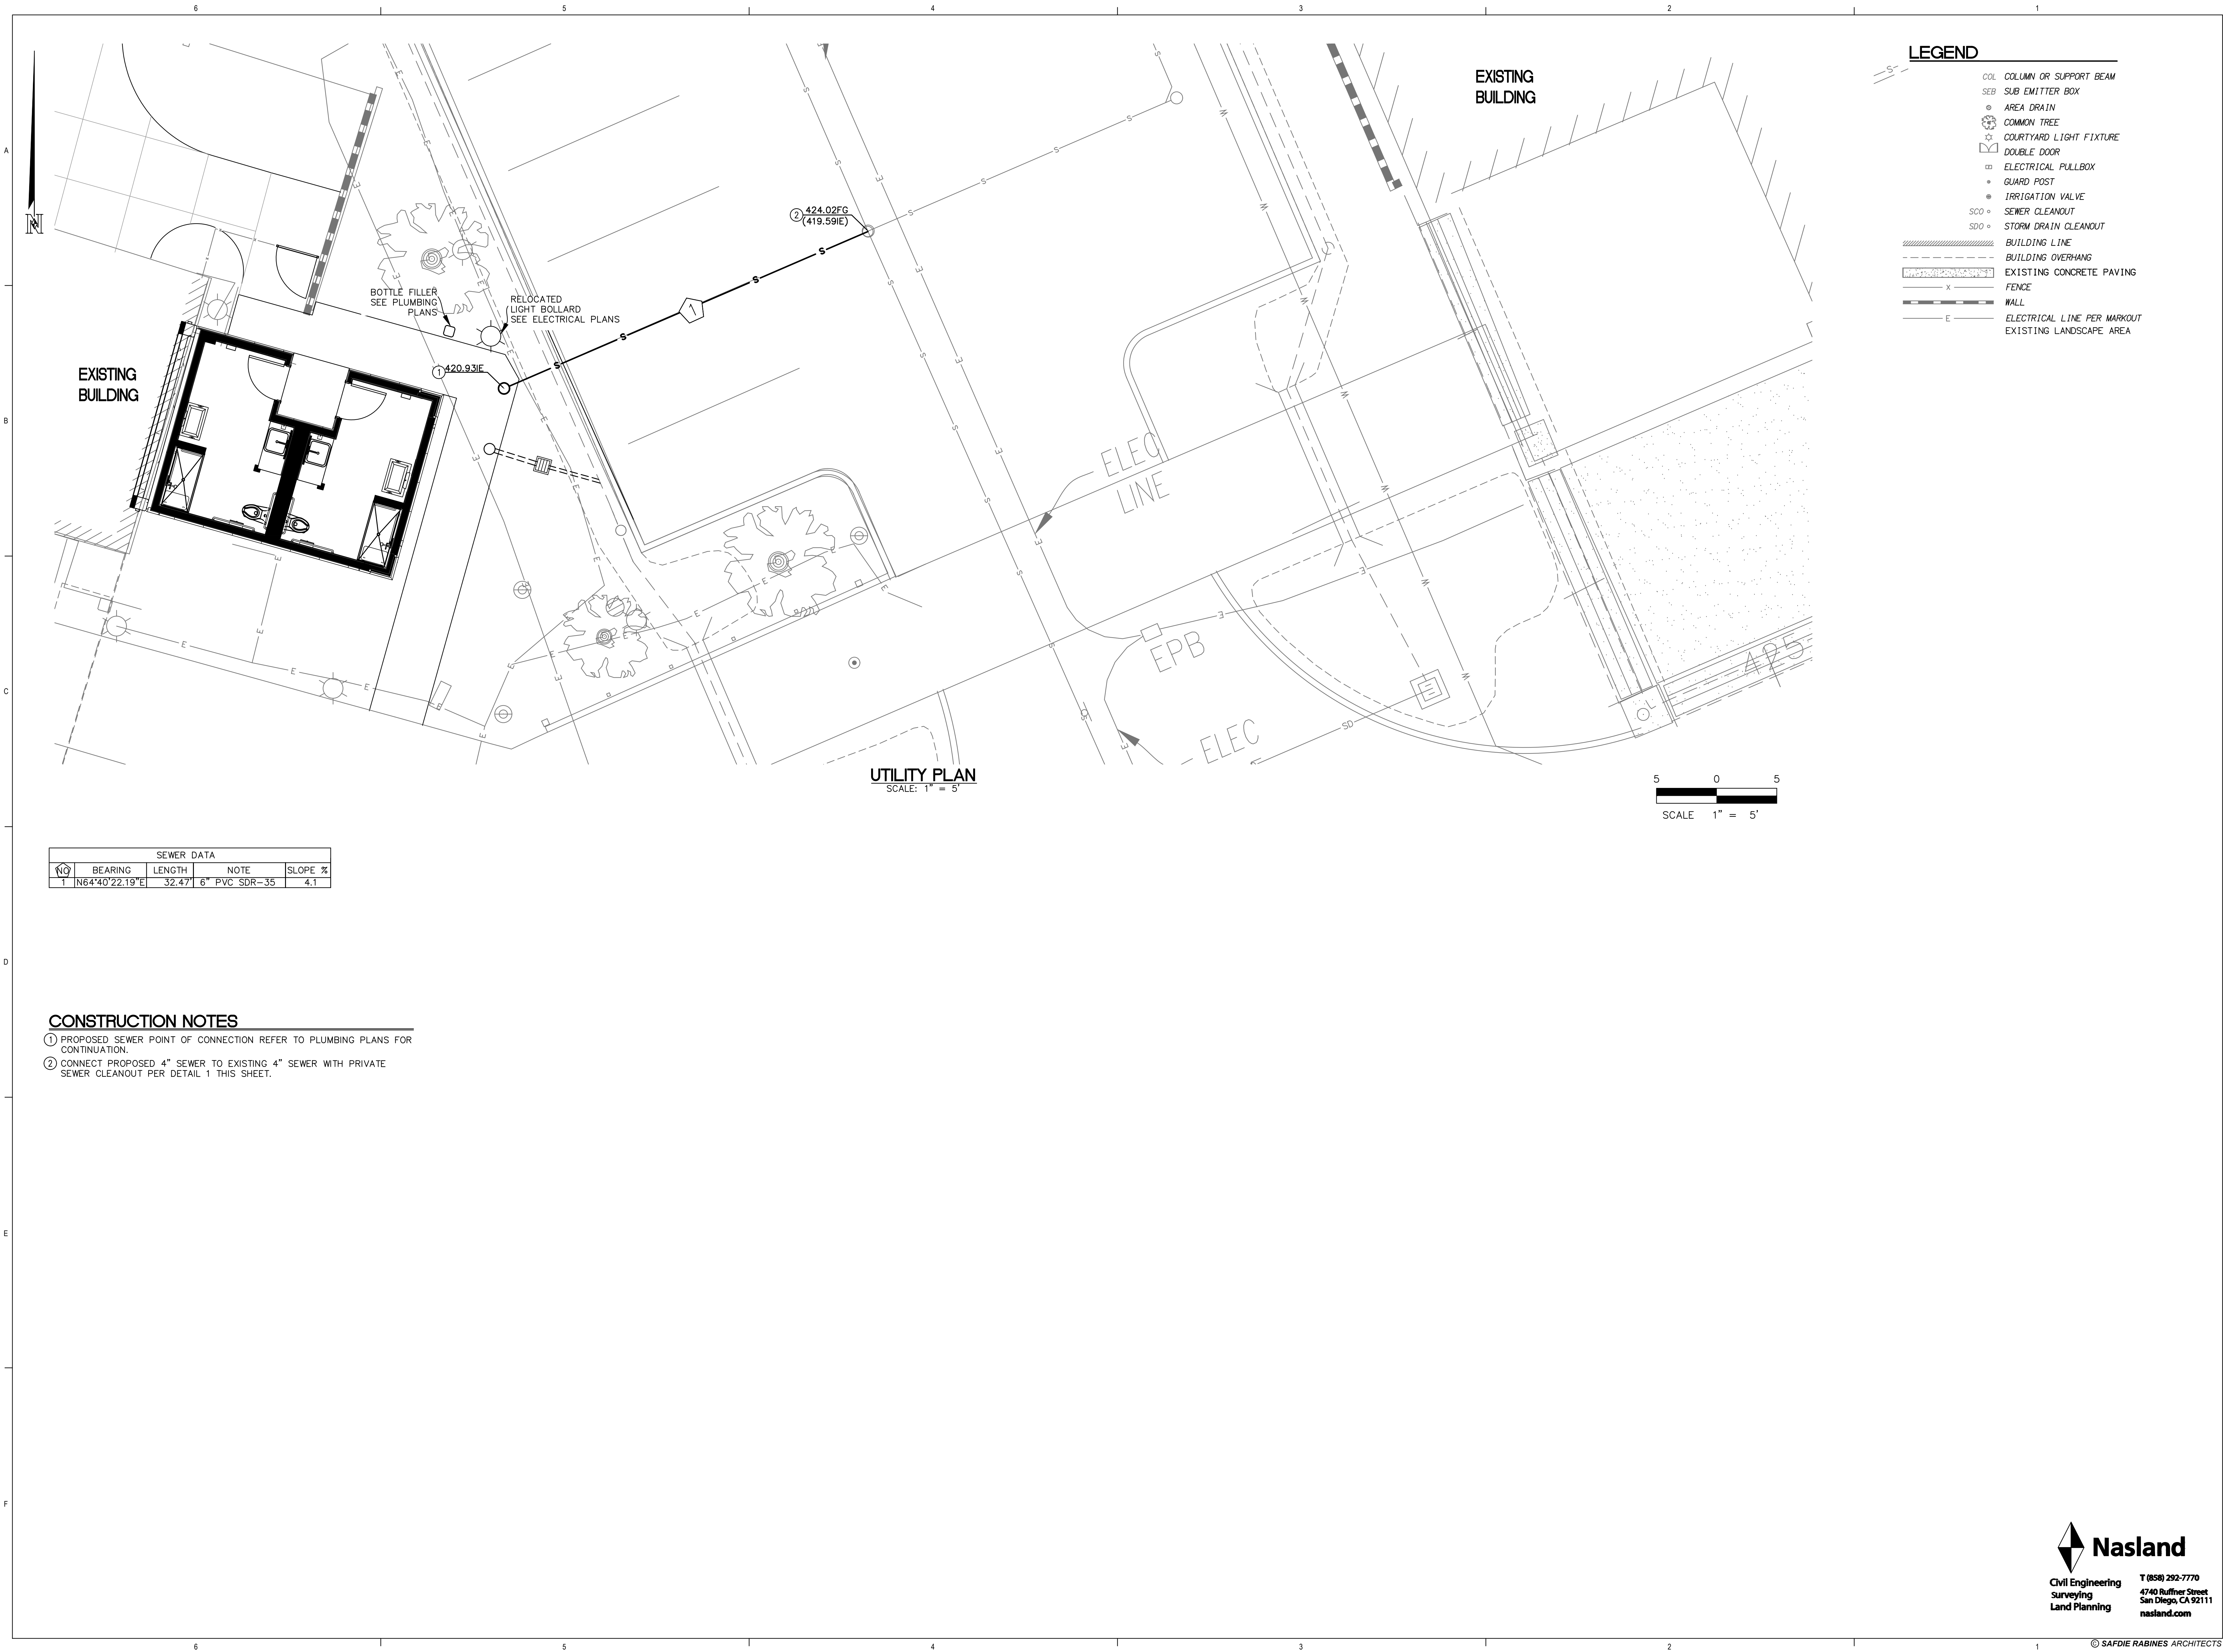 6 5 4 3 2 1
A
B
C
D
E
F
N
EXISTING
BUILDING
EXISTING
BUILDING
LEGEND
COL COLUMN OR SUPPORT BEAM
SEB SUB EMITTER BOX
AREA DRAIN
COMMON TREE
COURTYARD LIGHT FIXTURE
DOUBLE DOOR
ELECTRICAL PULLBOX
GUARD POST
IRRIGATION VALVE
SCO SEWER CLEANOUT
SDO STORM DRAIN CLEANOUT
BUILDING LINE
BUILDING OVERHANG
EXISTING CONCRETE PAVING
X FENCE
WALL
E ELECTRICAL LINE PER MARKOUT
EXISTING LANDSCAPE AREA
2 424.02FG
(419.59IE)
BOTTLE FILLER
SEE PLUMBING
PLANS
RELOCATED
LIGHT BOLLARD
SEE ELECTRICAL PLANS
1
1 420.93IE
ELEC
LINE
EPB
ELEC
SD
UTILITY PLAN
SCALE: 1" = 5'
5 0 5
SCALE 1" = 5'
SEWER DATA
NO BEARING LENGTH NOTE SLOPE %
1 N64°40'22.19"E 32.47' 6" PVC SDR-35 4.1
CONSTRUCTION NOTES
1 PROPOSED SEWER POINT OF CONNECTION REFER TO PLUMBING PLANS FOR
CONTINUATION.
2 CONNECT PROPOSED 4" SEWER TO EXISTING 4" SEWER WITH PRIVATE
SEWER CLEANOUT PER DETAIL 1 THIS SHEET.
Nasland
Civil Engineering
Surveying
Land Planning
T (858) 292-7770
4740 Ruffner Street
San Diego, CA 92111
nasland.com
6 5 4 3 2 1
© SAFDIE RABINES ARCHITECTS